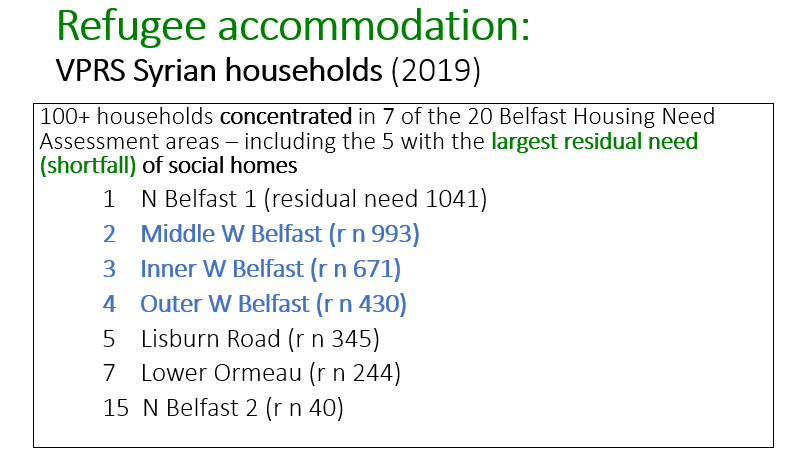 Refugee accommodation:
VPRS Syrian households (2019)
100+ households concentrated in 7 of the 20 Belfast Housing Need
Assessment areas – including the 5 with the largest residual need
(shortfall) of social homes
1 N Belfast 1 (residual need 1041)
2 Middle W Belfast (r n 993)
3 Inner W Belfast (r n 671)
4 Outer W Belfast (r n 430)
5 Lisburn Road (r n 345)
7 Lower Ormeau (r n 244)
15 N Belfast 2 (r n 40)